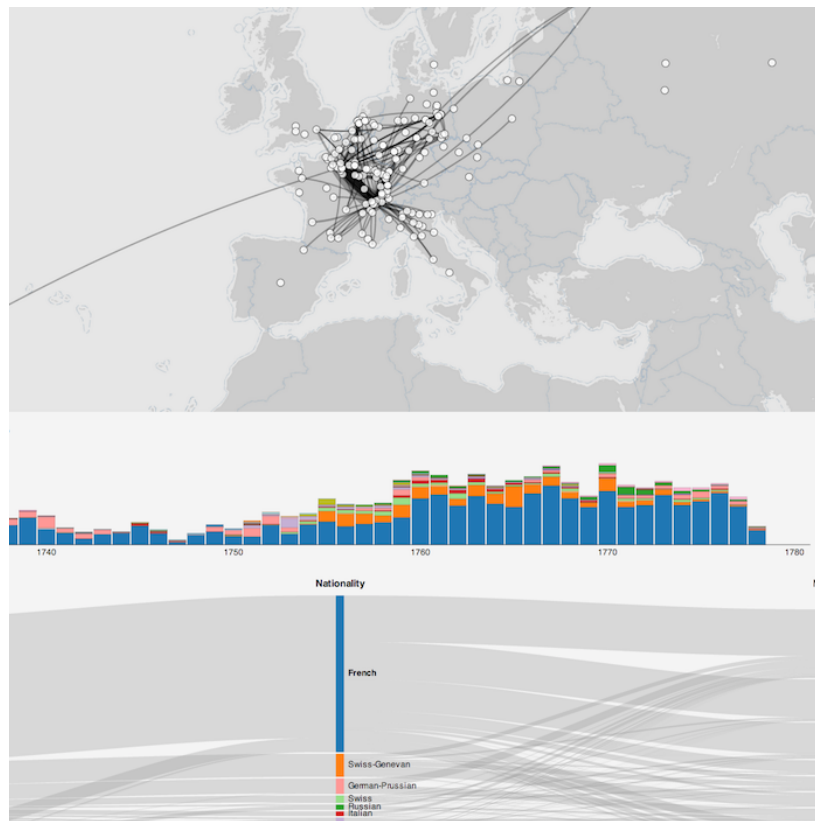 1740 1750 1760 1770 1780
Nationality
French
Swiss-Genevan
German-Prussian
Swiss
Russian
Italian